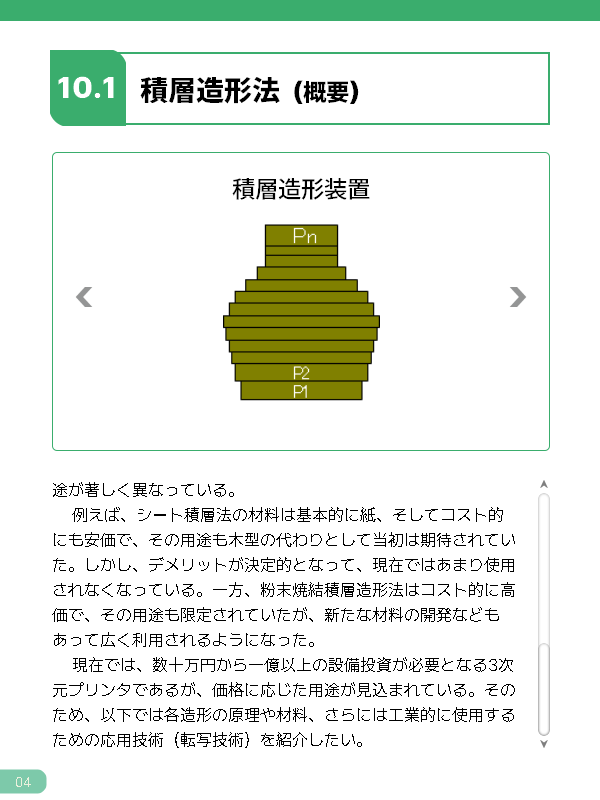 10.1 積層造形法 (概要)
積層造形装置
Pn
P2
P1
途が著しく異なっている。
例えば、シート積層法の材料は基本的に紙、そしてコスト的
にも安価で、その用途も木型の代わりとして当初は期待されてい
た。しかし、デメリットが決定的となって、現在ではあまり使用
されなくなっている。一方、粉末焼結積層造形法はコスト的に高
価で、その用途も限定されていたが、新たな材料の開発なども
あって広く利用されるようになった。
現在では、数十万円から一億以上の設備投資が必要となる3次
元プリンタであるが、価格に応じた用途が見込まれている。その
ため、以下では各造形の原理や材料、さらには工業的に使用する
ための応用技術（転写技術）を紹介したい。
04